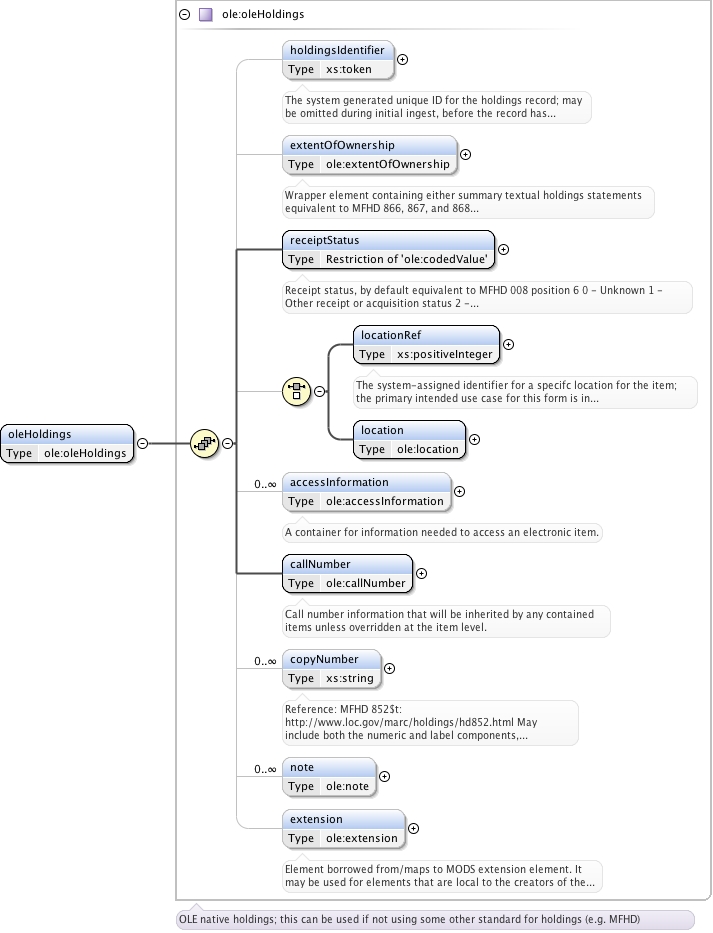 ole:oleHoldings
holdingsIdentifier
Type xs:token
The system generated unique ID for the holdings record; may
be omitted during initial ingest, before the record has...
extentOfOwnership
Type ole:extentOfOwnership
Wrapper element containing either summary textual holdings statements
equivalent to MFHD 866, 867, and 868...
receiptStatus
Type Restriction of 'ole:codedValue'
Receipt status, by default equivalent to MFHD 008 position 6 0 - Unknown 1 -
Other receipt or acquisition status 2 -...
locationRef
Type xs:positiveInteger
The system-assigned identifier for a specifc location for the item;
the primary intended use case for this form is in...
location
Type ole:location
oleHoldings
Type ole:oleHoldings
0..∞
accessInformation
Type ole:accessInformation
A container for information needed to access an electronic item.
callNumber
Type ole:callNumber
Call number information that will be inherited by any contained
items unless overridden at the item level.
0..∞
copyNumber
Type xs:string
Reference: MFHD 852$t:
http://www.loc.gov/marc/holdings/hd852.html May
include both the numeric and label components,...
0..∞
note
Type ole:note
extension
Type ole:extension
Element borrowed from/maps to MODS extension element. It
may be used for elements that are local to the creators of the...
OLE native holdings; this can be used if not using some other standard for holdings (e.g. MFHD)